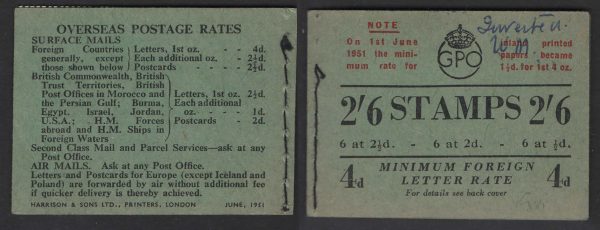 OVERSEAS POSTAGE RATES
SURFACE MAILS
Foreign Countries generally, except those shown below
Letters, 1st oz. - - 4d.
Each additional oz. - 2½d.
Postcards - - - 2½d.
British Commonwealth, British Trust Territories, British Post Offices in Morocco and the Persian Gulf; Burma, Egypt, Israel, Jordan, U.S.A.; H.M. Forces abroad and H.M. Ships in Foreign Waters
Letters, 1st oz. 2½d.
Each additional oz. - - 1d.
Postcards - 2d.
Second Class Mail and Parcel Services—ask at any
Post Office.
AIR MAILS. Ask at any Post Office.
Letters and Postcards for Europe (except Iceland and
Poland) are forwarded by air without additional fee
if quicker delivery is thereby achieved.
HARRISON & SONS LTD., PRINTERS, LONDON JUNE, 1951
NOTE
On 1st June
1951 the mini-
mum rate for
GPO
Inverted
Wm
inland printed
papers became
1½d. for 1st 4 oz.
2'6 STAMPS 2'6
6 at 2½d. - 6 at 2d. - 6 at 1½d.
4d MINIMUM FOREIGN LETTER RATE 4d
For details see back cover